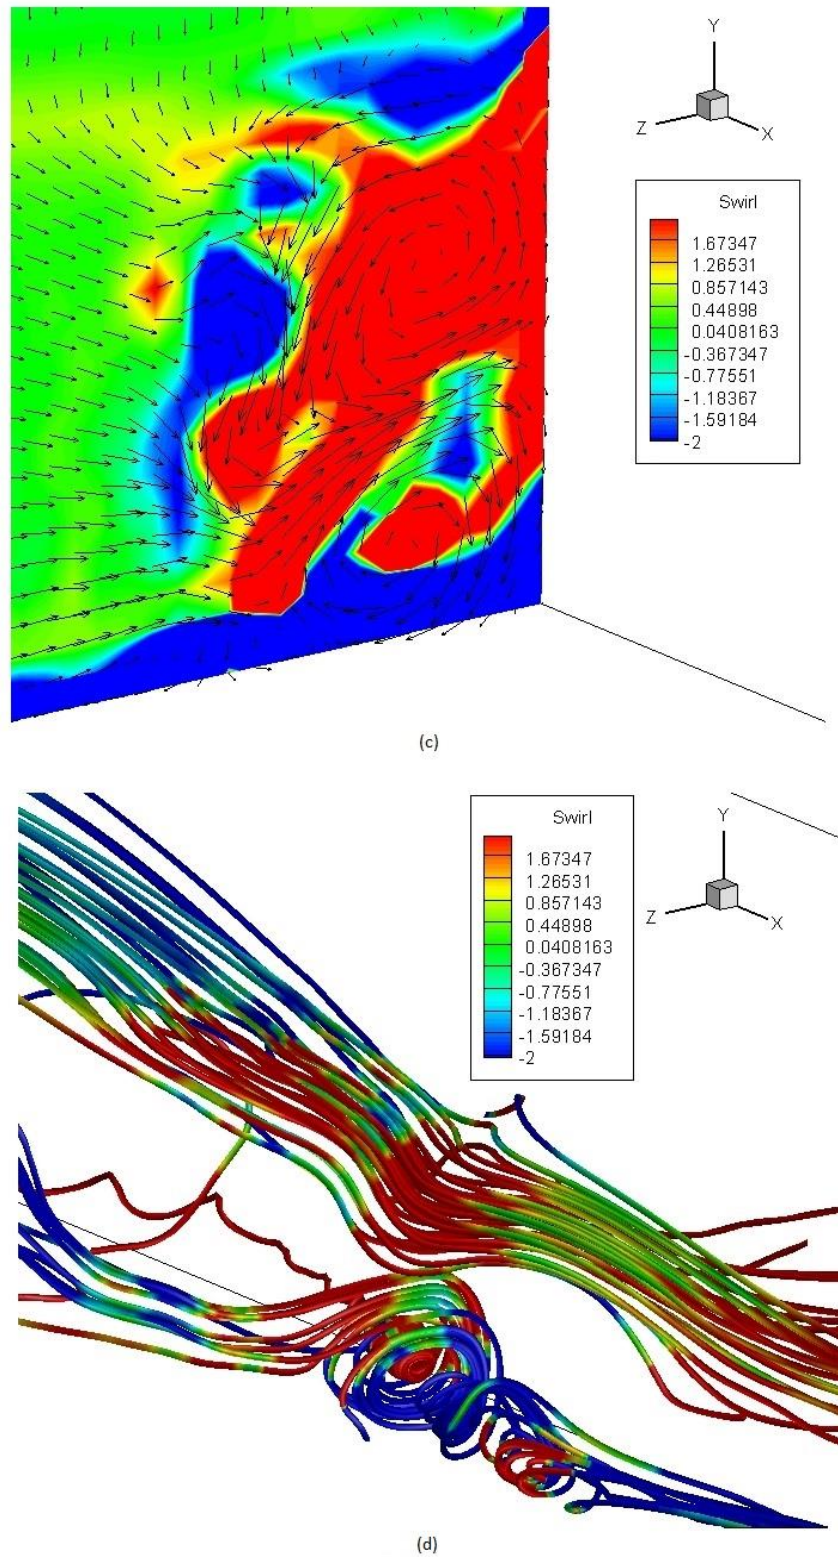 Y
Z
X
Swirl
1.67347
1.26531
0.857143
0.44898
0.0408163
-0.367347
-0.77551
-1.18367
-1.59184
-2
(c)
Swirl
1.67347
1.26531
0.857143
0.44898
0.0408163
-0.367347
-0.77551
-1.18367
-1.59184
-2
Y
Z
X
(d)